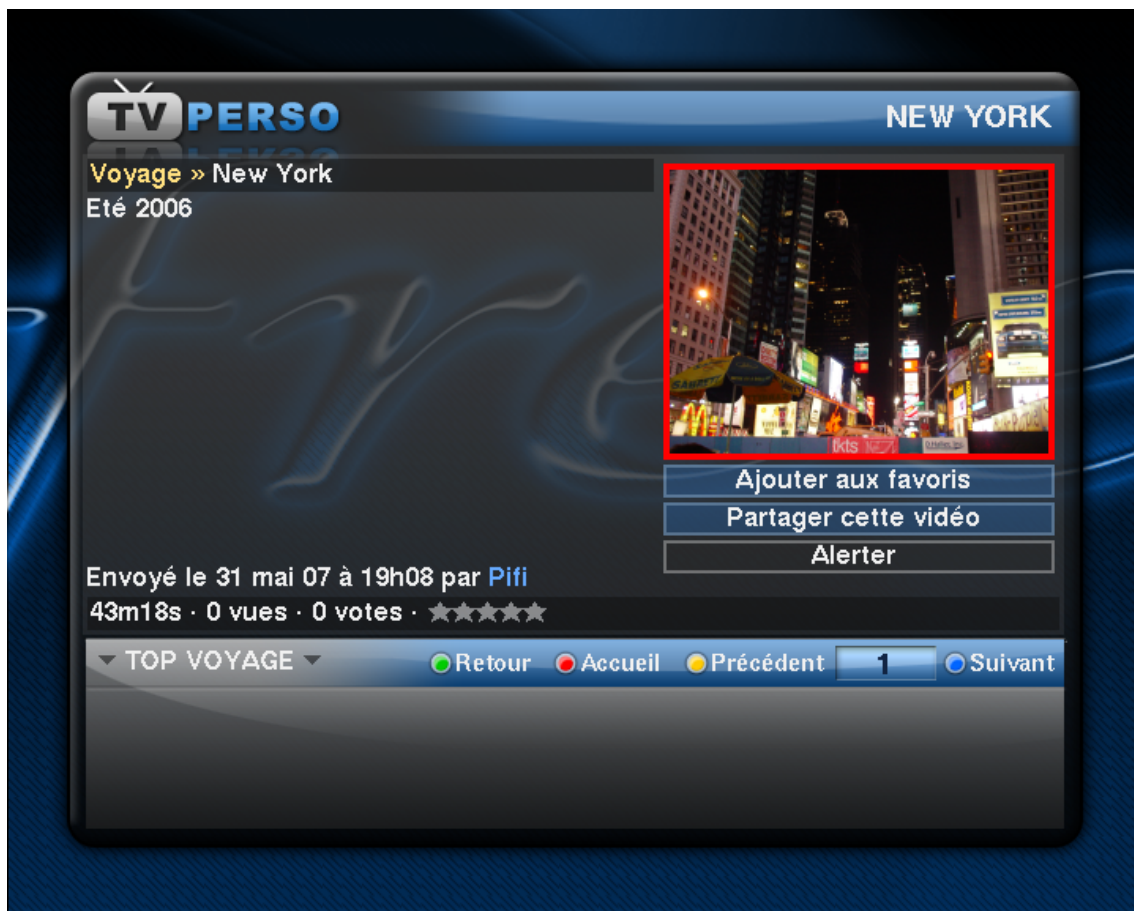 TV PERSO
NEW YORK
Voyage » New York
Eté 2006
tkts
Ajouter aux favoris
Partager cette vidéo
Alerter
Envoyé le 31 mai 07 à 19h08 par Pifi
43m18s · 0 vues · 0 votes ·
TOP VOYAGE
Retour
Accueil
Précédent
1
Suivant